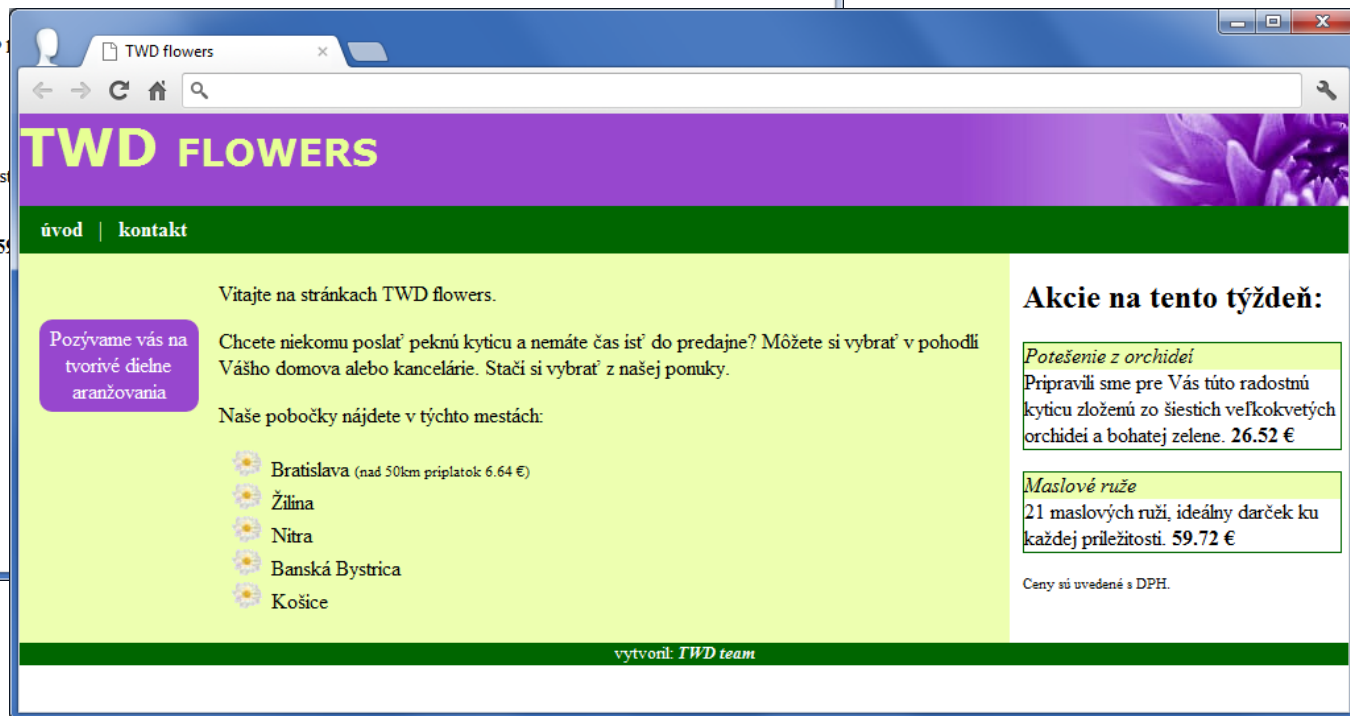 TWD flowers
TWD FLOWERS
úvod | kontakt
Pozývame vás na
tvorivé dielne
aranžovania
Vitajte na stránkach TWD flowers.
Chcete niekomu poslať peknú kyticu a nemáte čas isť do predajne? Môžete si vybrať v pohodlí
Vášho domova alebo kancelárie. Stačí si vybrať z našej ponuky.
Naše pobočky nájdete v týchto mestách:
Bratislava (nad 50km príplatok 6.64 €)
Žilina
Nitra
Banská Bystrica
Košice
Akcie na tento týždeň:
Potešenie z orchideí
Pripravili sme pre Vás túto radostnú
kyticu zloženú zo šiestich veľkokvetých
orchideí a bohatej zelene. 26.52 €
Maslové ruže
21 maslových ruží, ideálny darček ku
každej príležitosti. 59.72 €
Ceny sú uvedené s DPH.
vytvoril: TWD team